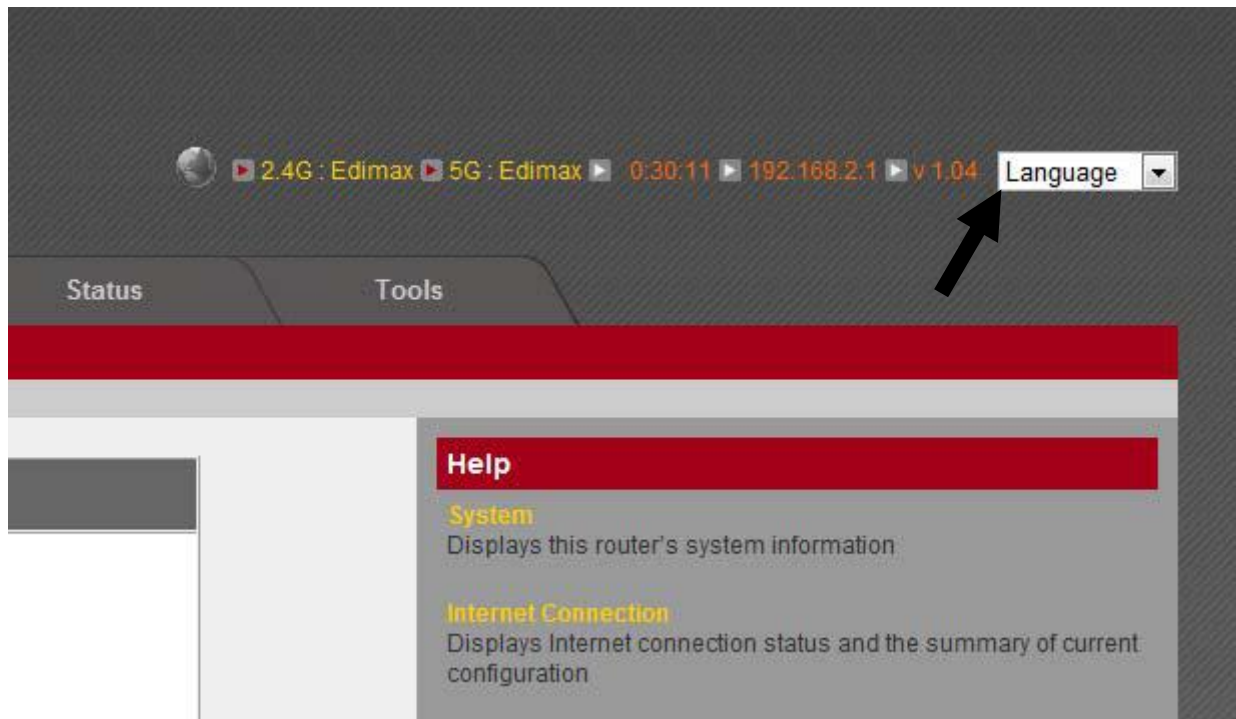 2.4G : Edimax 5G : Edimax 0:30:11 192.168.2.1 v 1.04 Language
Status Tools
Help
System
Displays this router's system information
Internet Connection
Displays Internet connection status and the summary of current
configuration